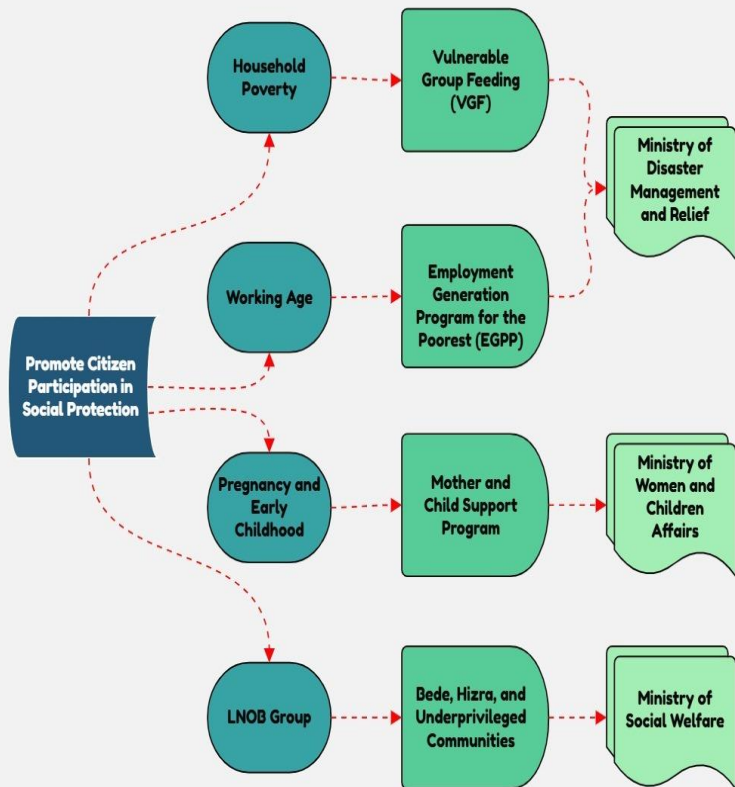 Household
Poverty
Vulnerable
Group Feeding
(VGF)
Ministry of
Disaster
Management
and Relief
Working Age
Employment
Generation
Program for the
Poorest (EGPP)
Promote Citizen
Participation in
Social Protection
Pregnancy and
Early
Childhood
Mother and
Child Support
Program
Ministry of
Women and
Children
Affairs
LNOB Group
Bede, Hizra, and
Underprivileged
Communities
Ministry of
Social Welfare